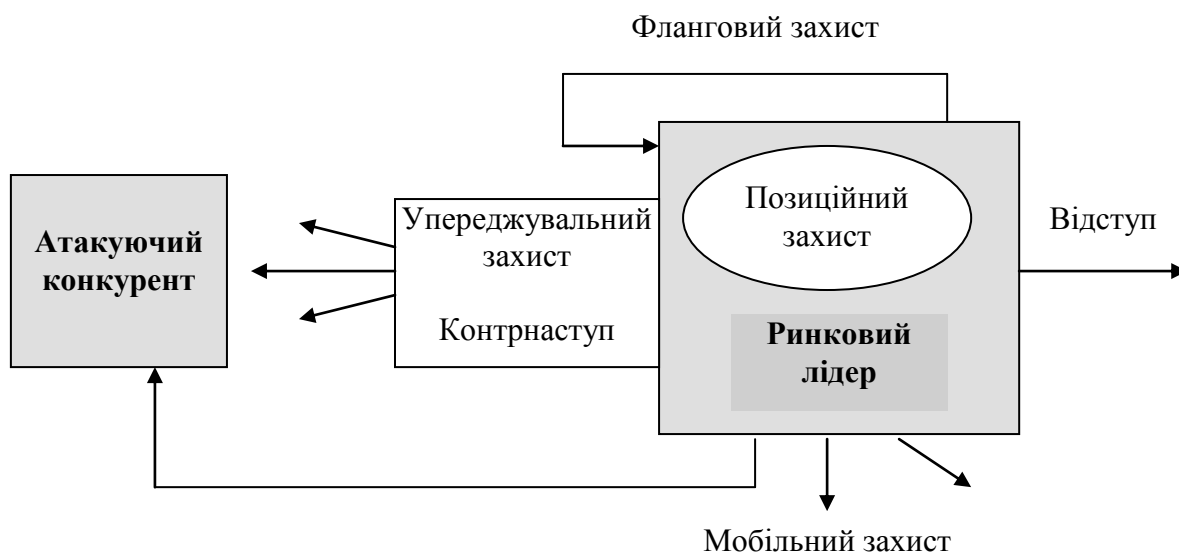 Фланговий захист
Атакуючий
конкурент
Упереджувальний
захист
Контрнаступ
Позиційний
захист
Ринковий
лідер
Відступ
Мобільний захист